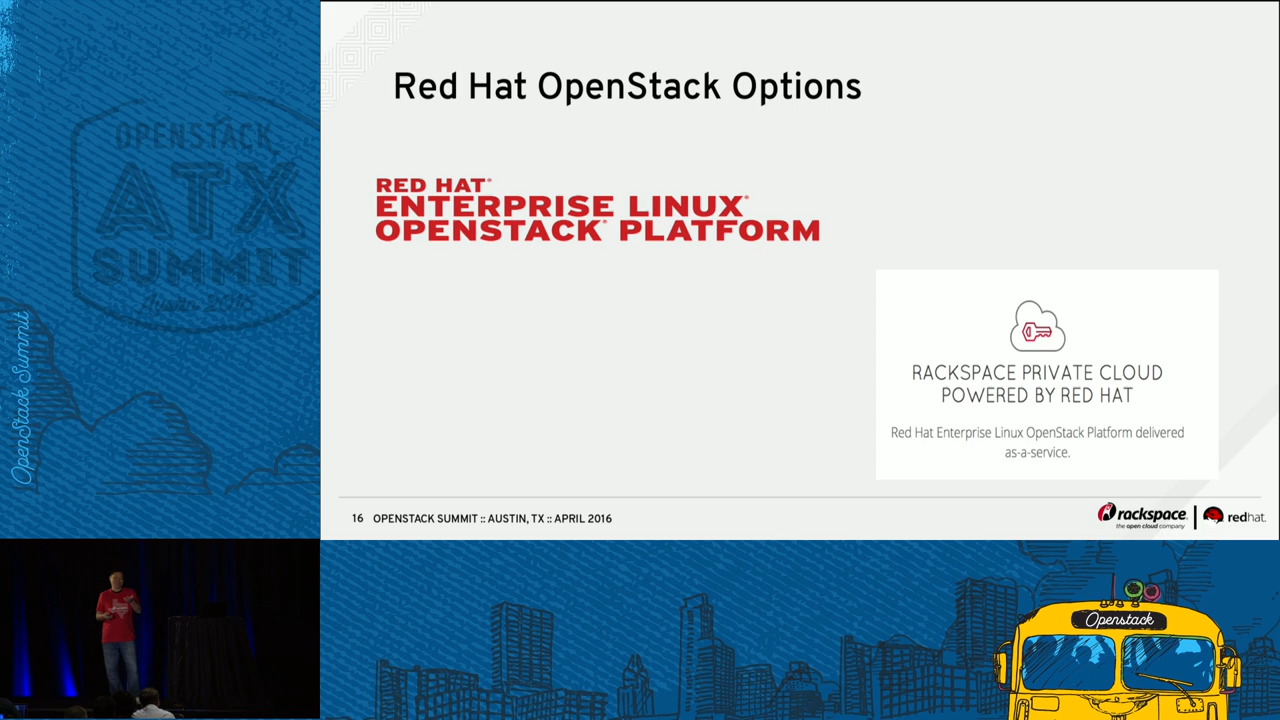 OPENSTACK
ATX
SUMMIT
Austin 2016
OpenStack Summit
Red Hat OpenStack Options
RED HAT®
ENTERPRISE LINUX®
OPENSTACK® PLATFORM
RACKSPACE PRIVATE CLOUD
POWERED BY RED HAT
Red Hat Enterprise Linux OpenStack Platform delivered
as-a-service.
16 OPENSTACK SUMMIT :: AUSTIN, TX :: APRIL 2016
rackspace.
the open cloud company
redhat.
Openstack